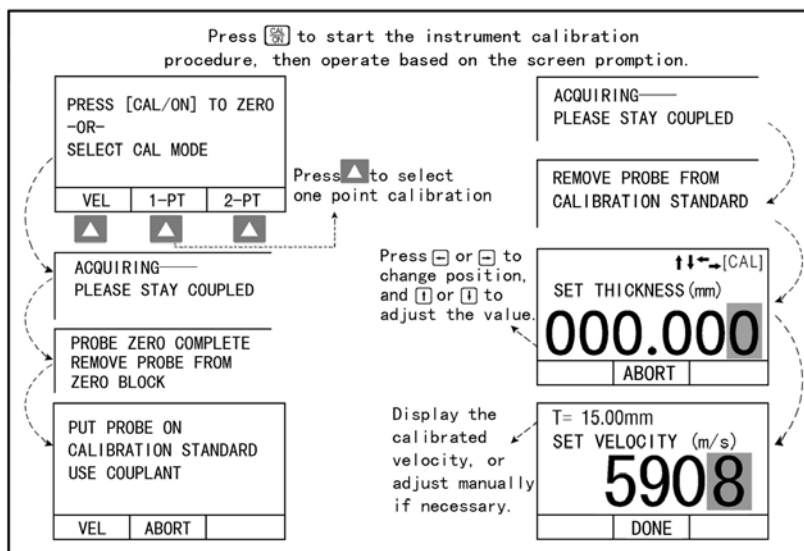 Press CAL ON to start the instrument calibration
procedure, then operate based on the screen promption.
PRESS [CAL/ON] TO ZERO
-OR-
SELECT CAL MODE
VEL 1-PT 2-PT
Press to select
one point calibration
ACQUIRING——
PLEASE STAY COUPLED
PROBE ZERO COMPLETE
REMOVE PROBE FROM
ZERO BLOCK
PUT PROBE ON
CALIBRATION STANDARD
USE COUPLANT
VEL ABORT
ACQUIRING——
PLEASE STAY COUPLED
REMOVE PROBE FROM
CALIBRATION STANDARD
Press ← or → to
change position,
and ↑ or ↓ to
adjust the value.
↑↓←→[CAL]
SET THICKNESS(mm)
000.000
ABORT
Display the
calibrated
velocity, or
adjust manually
if necessary.
T= 15.00mm
SET VELOCITY (m/s)
5908
DONE